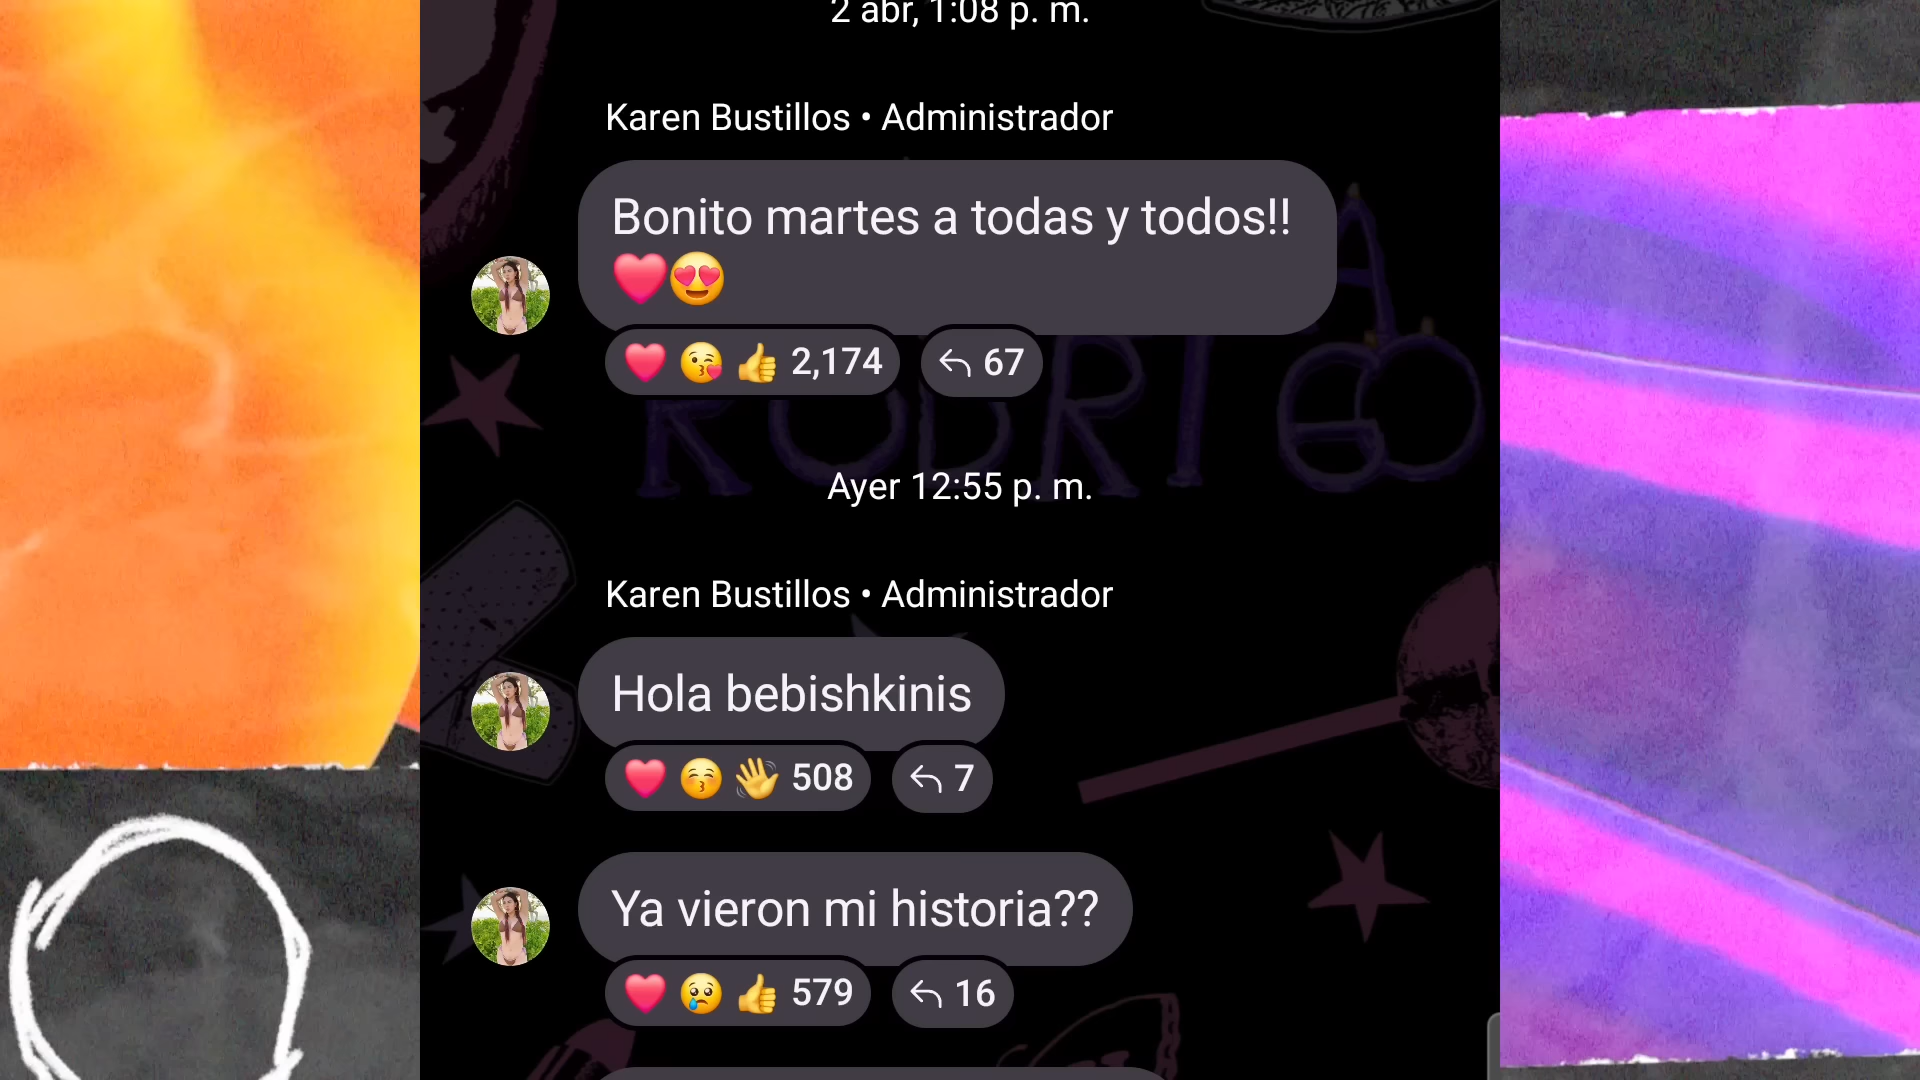 2 abr, 1:08 p. m.
Karen Bustillos • Administrador
Bonito martes a todas y todos!!
❤️😍
❤️ 😘 👍 2,174 67
RODRIGO
Ayer 12:55 p. m.
Karen Bustillos • Administrador
Hola bebishkinis
❤️ 😚 👋 508 7
Ya vieron mi historia??
❤️ 😢 👍 579 16